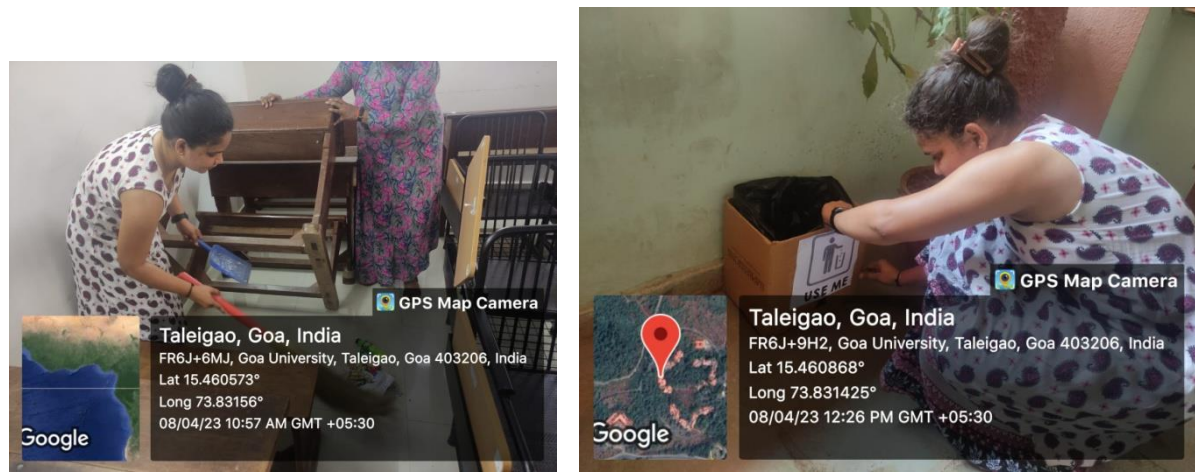 GPS Map Camera
Taleigao, Goa, India
FR6J+6MJ, Goa University, Taleigao, Goa 403206, India
Lat 15.460573°
Long 73.83156°
08/04/23 10:57 AM GMT +05:30
Google
USE ME
GPS Map Camera
Taleigao, Goa, India
FR6J+9H2, Goa University, Taleigao, Goa 403206, India
Lat 15.460868°
Long 73.831425°
08/04/23 12:26 PM GMT +05:30
Google